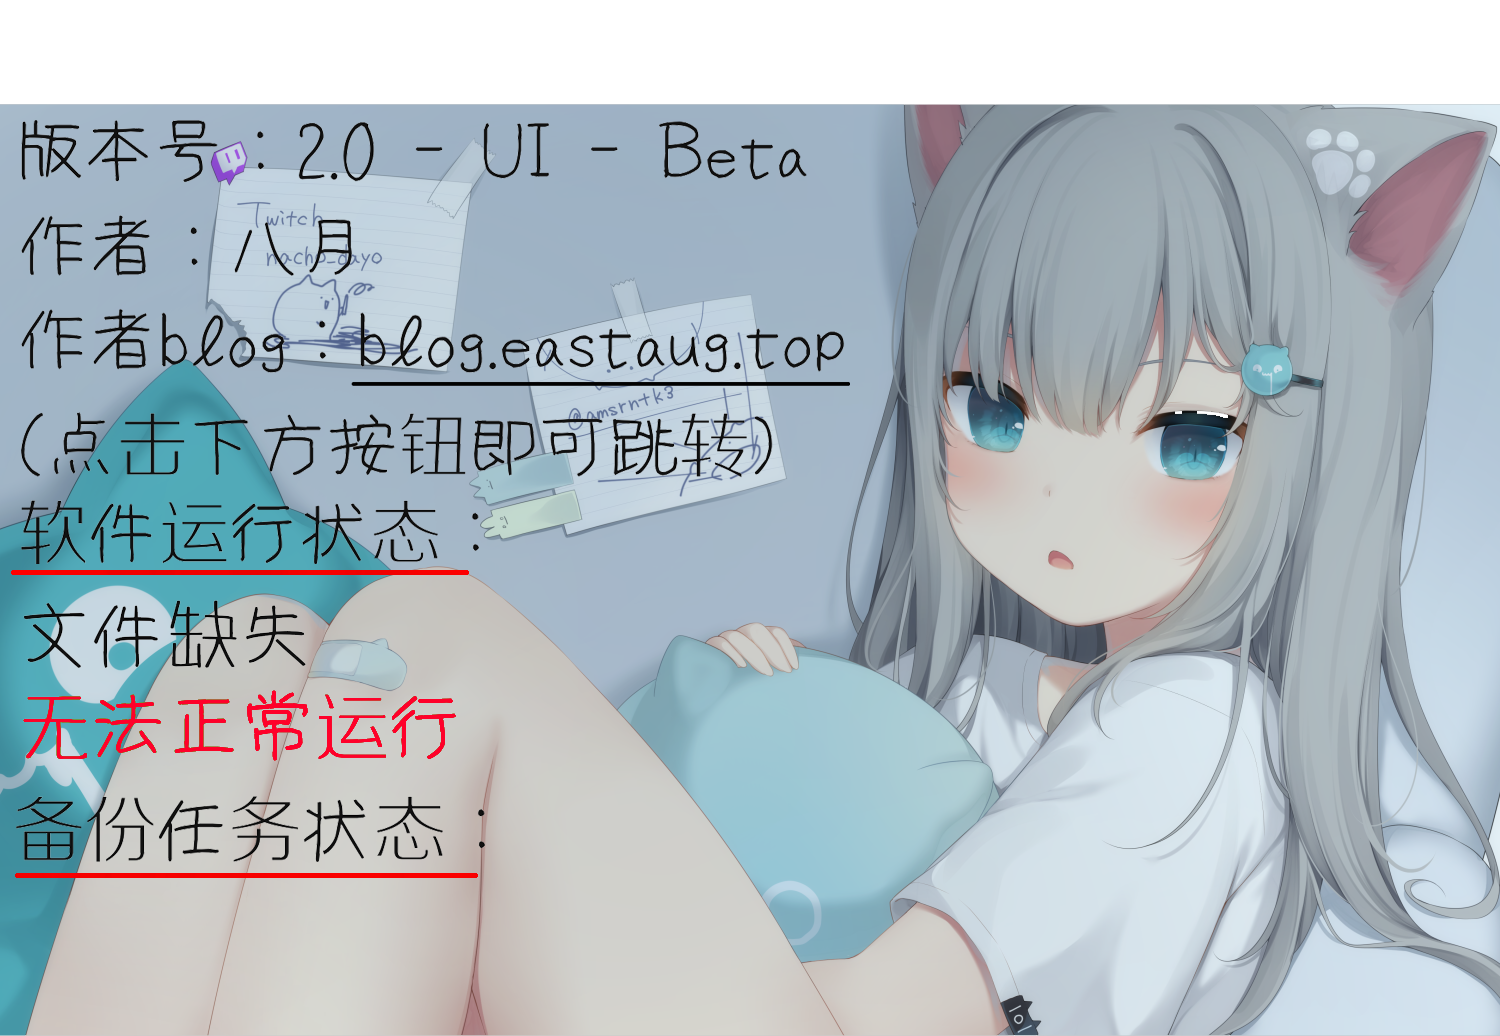 版本号：2.0 - UI - Beta
作者：八月
作者blog：blog.eastaug.top
(点击下方按钮即可跳转)
软件运行状态：
文件缺失
无法正常运行
备份任务状态：
Twitch
nacho_dayo
@amsrntk3